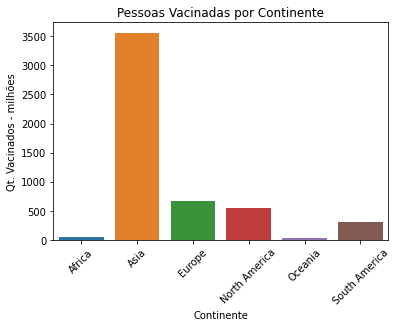 Pessoas Vacinadas por Continente
Qt. Vacinados - milhões
3500
3000
2500
2000
1500
1000
500
0
Africa
Asia
Europe
North America
Oceania
South America
Continente